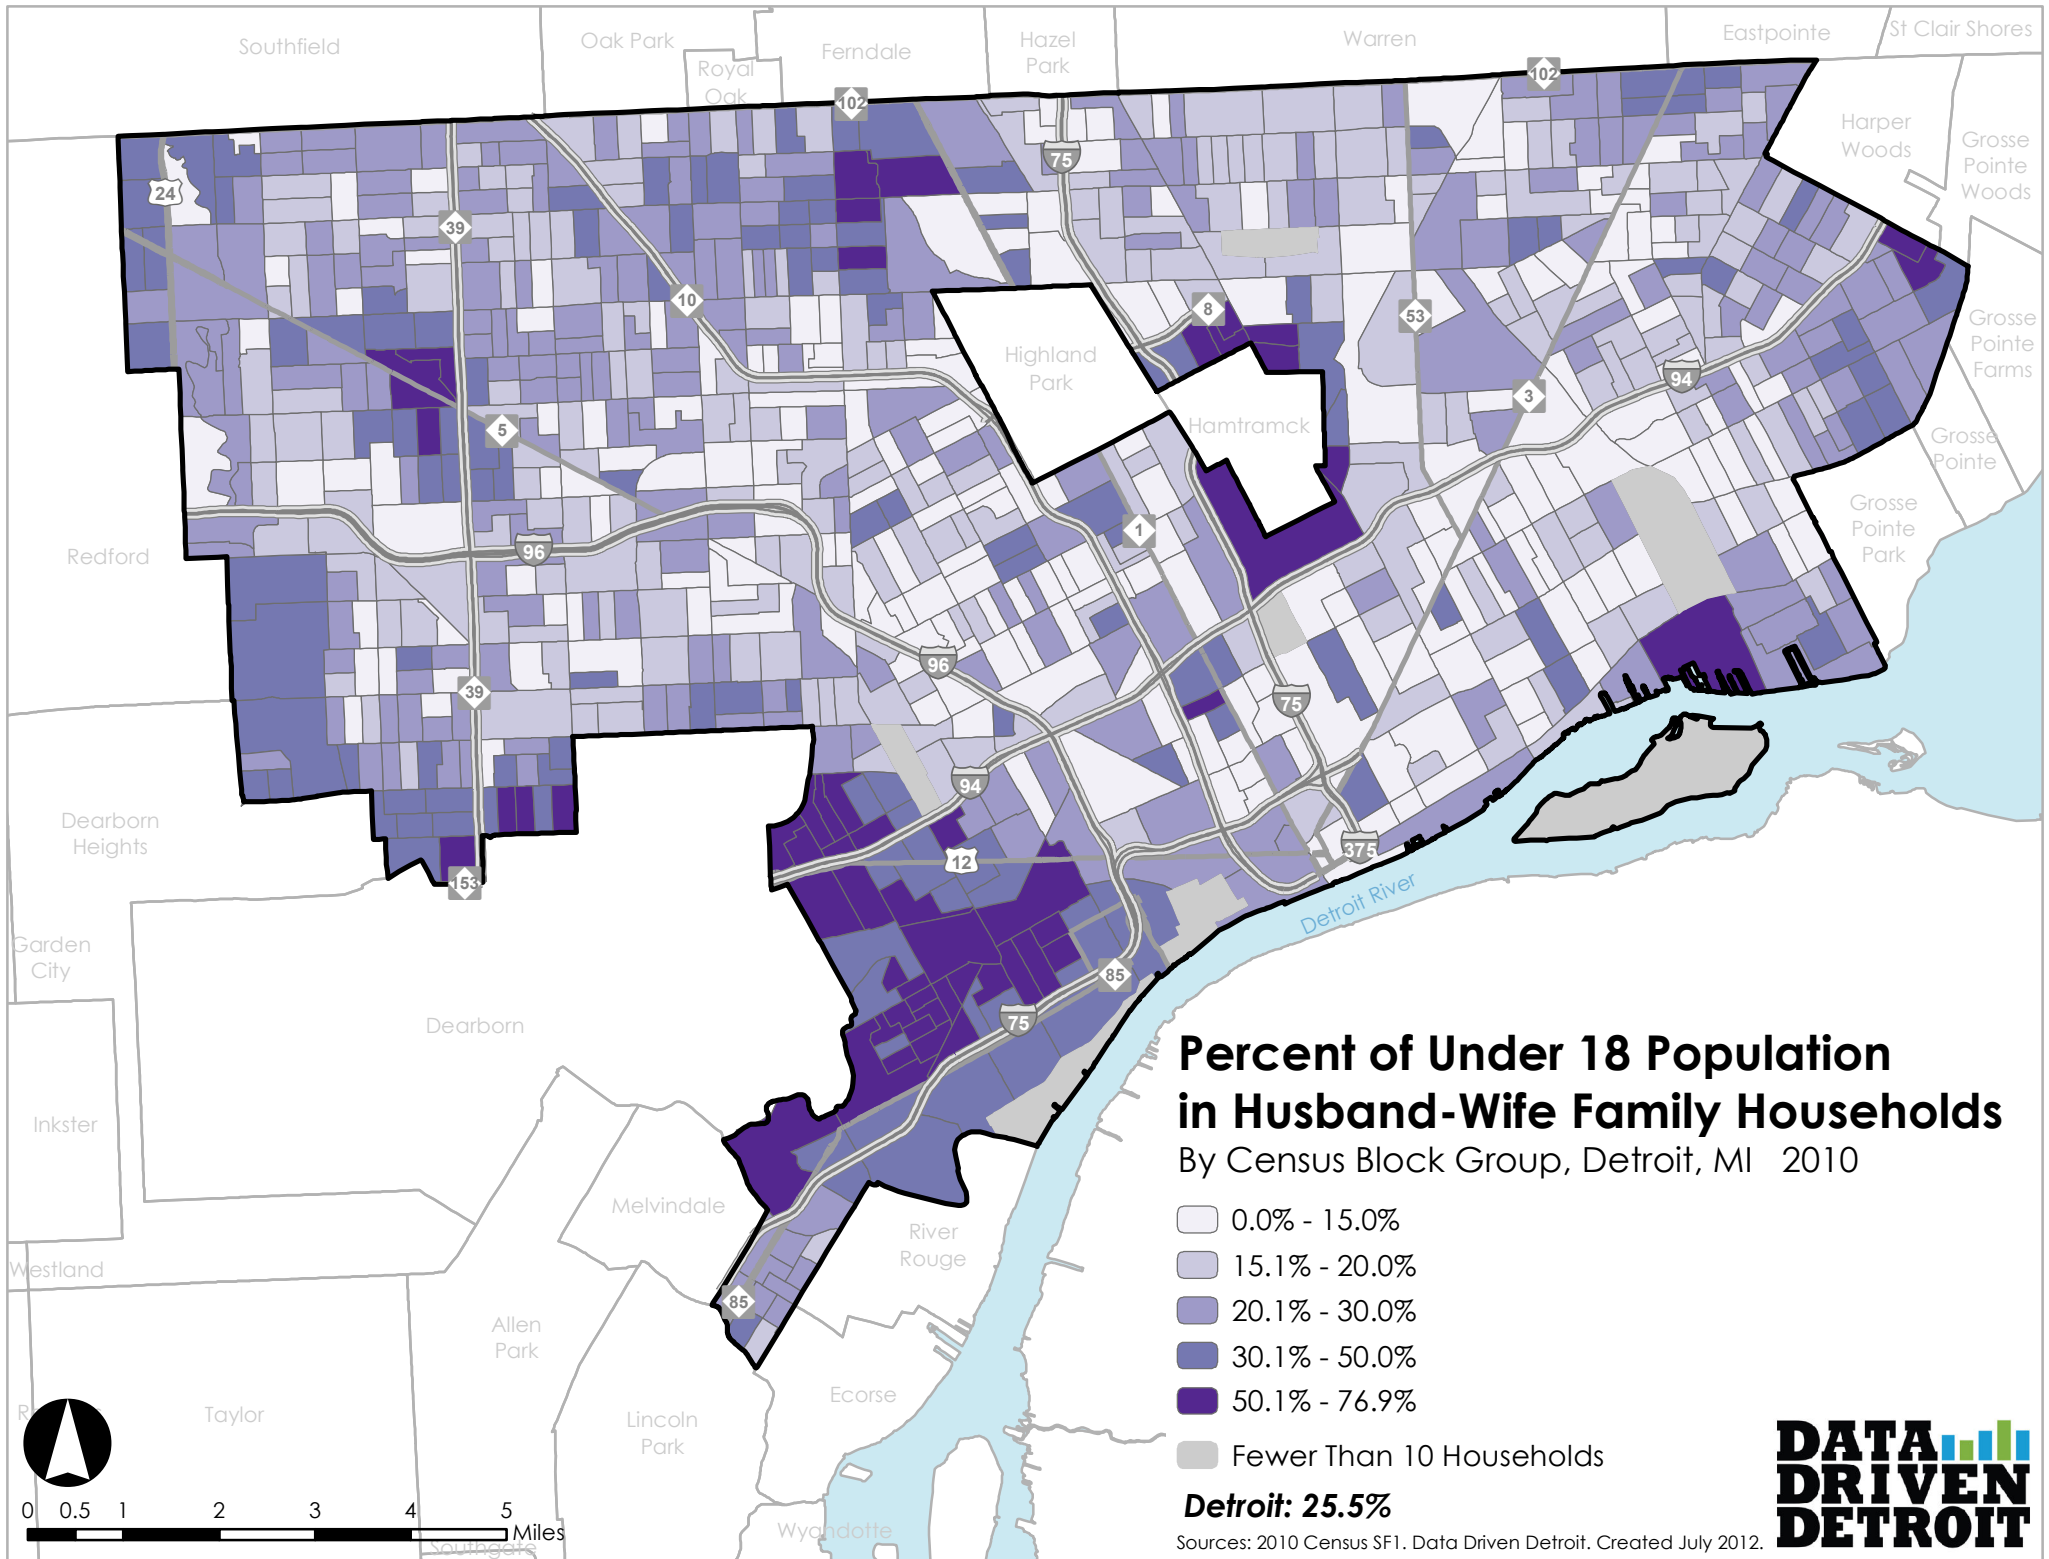 Southfield
Oak Park
Royal
Oak
Ferndale
Hazel
Park
Warren
Eastpointe
St Clair Shores
102
102
Harper
Woods
Grosse
Pointe
Woods
24
75
39
10
8
53
Highland
Park
Grosse
Pointe
Farms
94
3
5
Hamtramck
Grosse
Pointe
Grosse
Pointe
Park
Redford
96
1
96
39
75
94
Dearborn
Heights
12
375
153
Detroit River
Garden
City
85
Dearborn
75
Inkster
Melvindale
River
Rouge
Westland
85
Allen
Park
Ecorse
Taylor
Lincoln
Park
Wyandotte
Southgate
Percent of Under 18 Population
in Husband-Wife Family Households
By Census Block Group, Detroit, MI 2010
0.0% - 15.0%
15.1% - 20.0%
20.1% - 30.0%
30.1% - 50.0%
50.1% - 76.9%
Fewer Than 10 Households
Detroit: 25.5%
Sources: 2010 Census SF1. Data Driven Detroit. Created July 2012.
0 0.5 1 2 3 4 5
Miles
DATA
DRIVEN
DETROIT